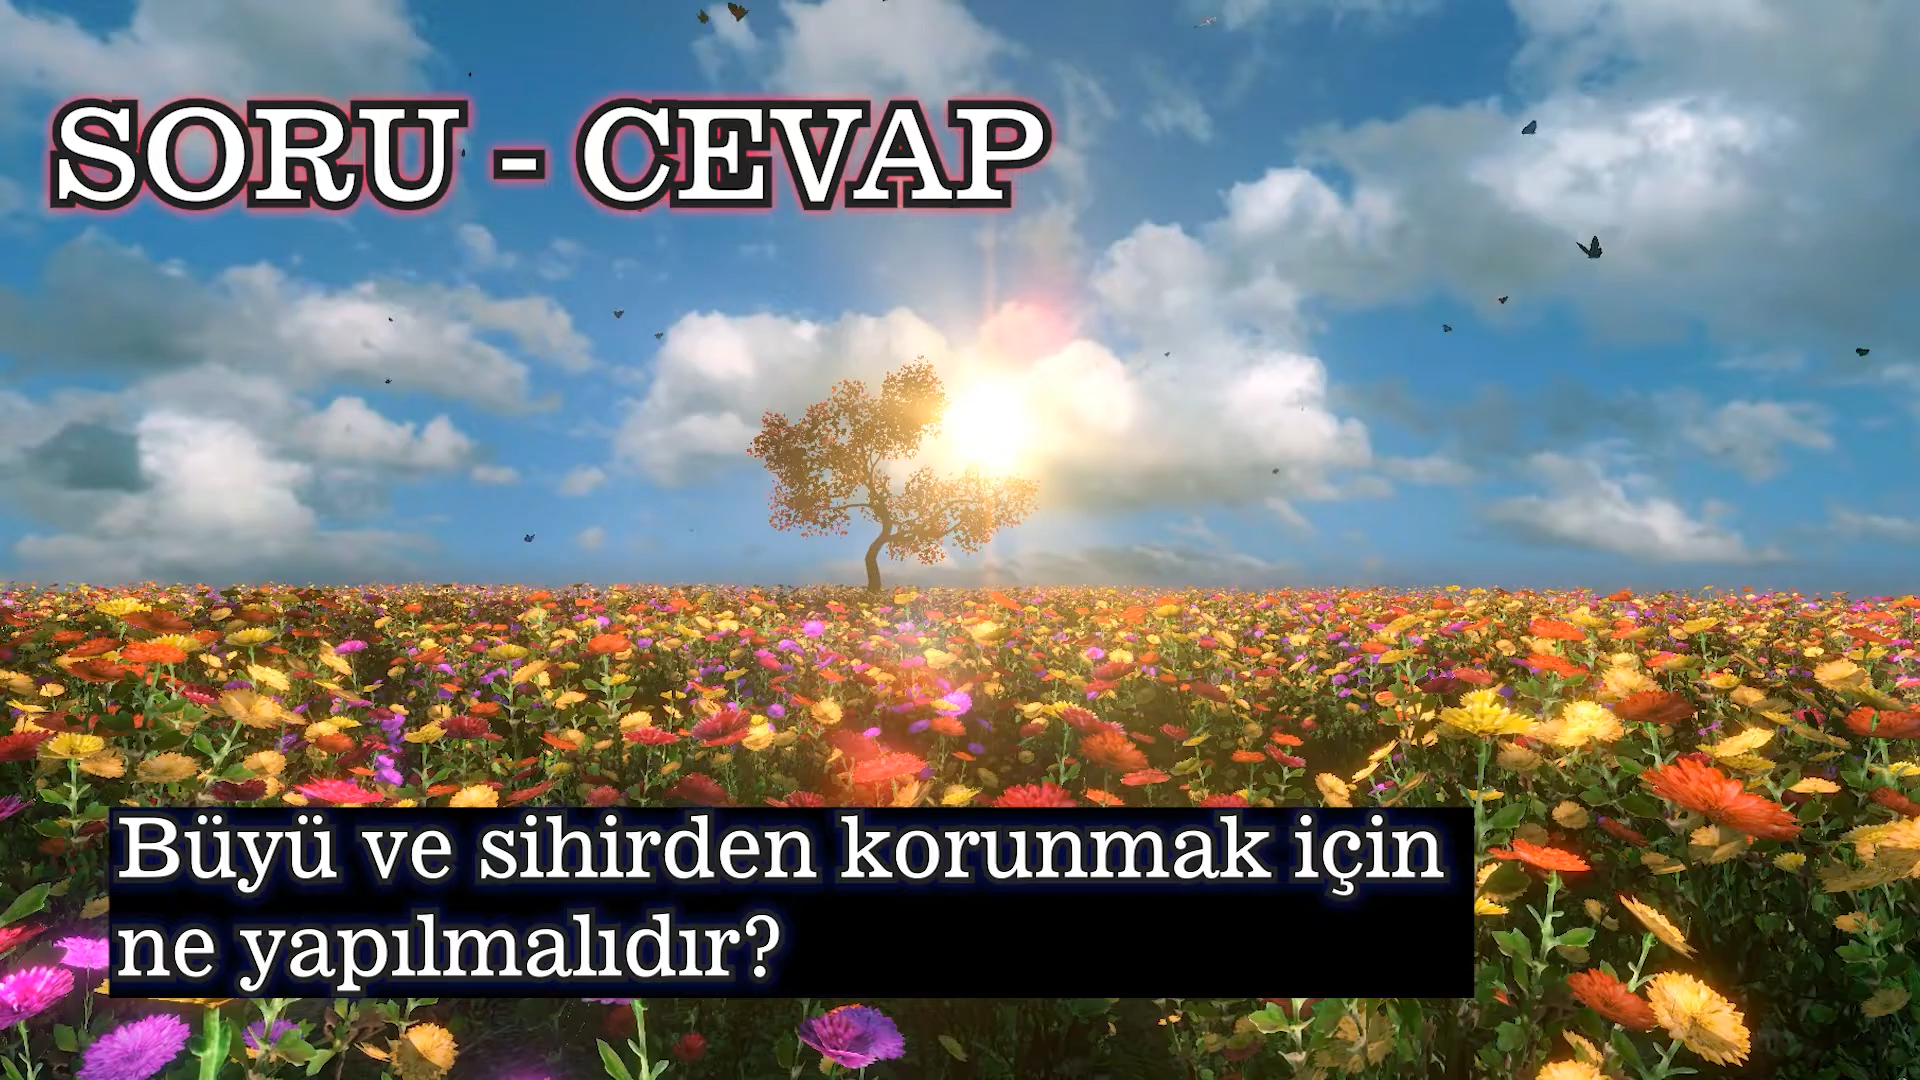 SORU - CEVAP
Büyü ve sihirden korunmak için
ne yapılmalıdır?